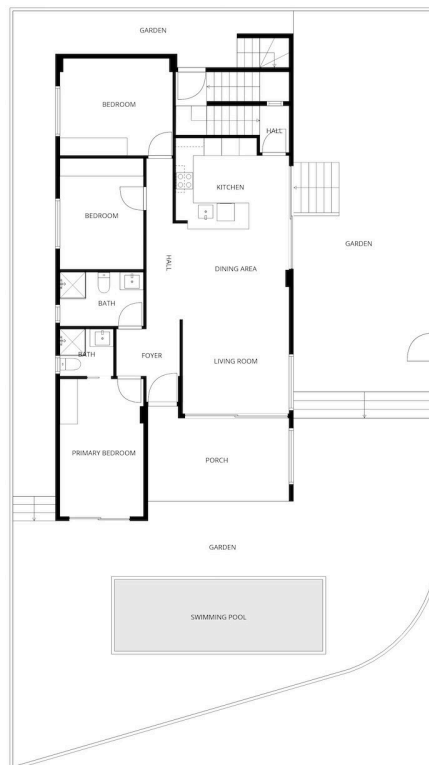 GARDEN
BEDROOM
HALL
KITCHEN
BEDROOM
GARDEN
HALL
DINING AREA
BATH
BATH
FOYER
LIVING ROOM
PRIMARY BEDROOM
PORCH
GARDEN
SWIMMING POOL